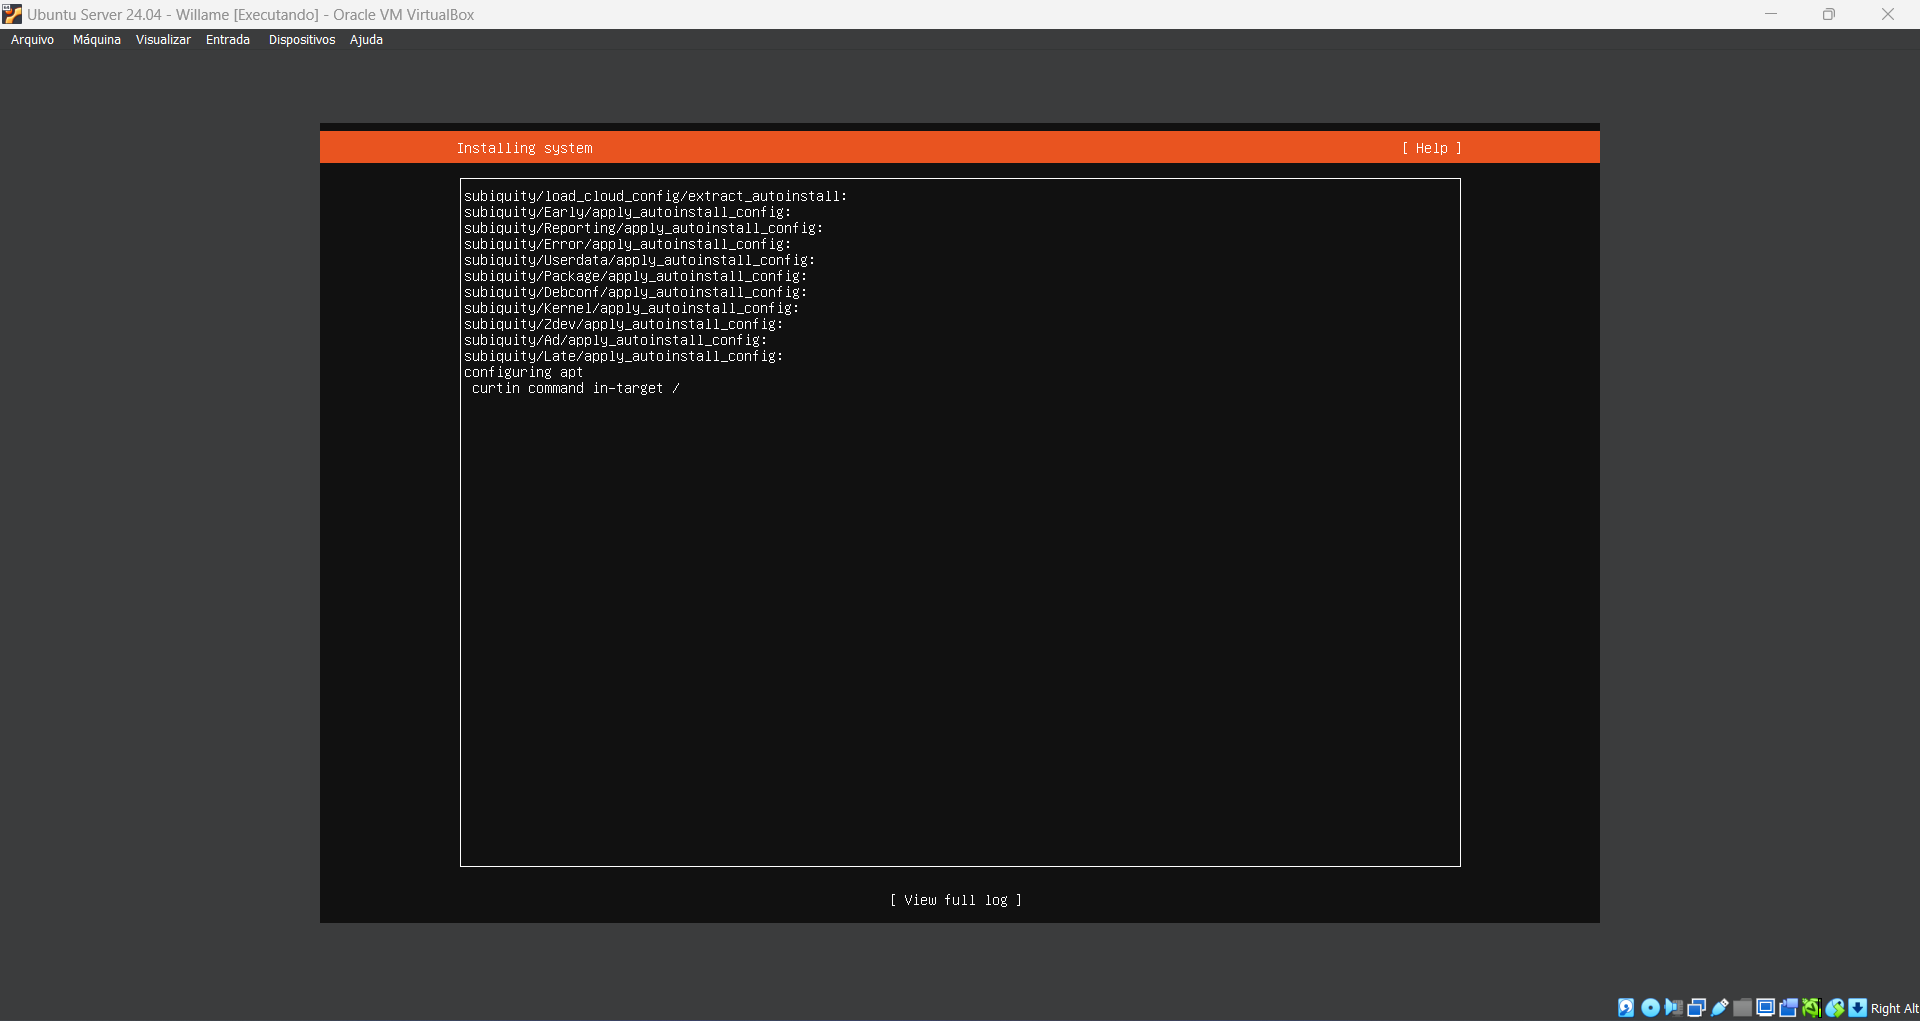 Ubuntu Server 24.04 - Willame [Executando] - Oracle VM VirtualBox
Arquivo Máquina Visualizar Entrada Dispositivos Ajuda
Installing system [ Help ]
subiquity/load_cloud_config/extract_autoinstall:
subiquity/Early/apply_autoinstall_config:
subiquity/Reporting/apply_autoinstall_config:
subiquity/Error/apply_autoinstall_config:
subiquity/Userdata/apply_autoinstall_config:
subiquity/Package/apply_autoinstall_config:
subiquity/Debconf/apply_autoinstall_config:
subiquity/Kernel/apply_autoinstall_config:
subiquity/Zdev/apply_autoinstall_config:
subiquity/Ad/apply_autoinstall_config:
subiquity/Late/apply_autoinstall_config:
configuring apt
curtin command in-target /
[ View full log ]
Right Alt